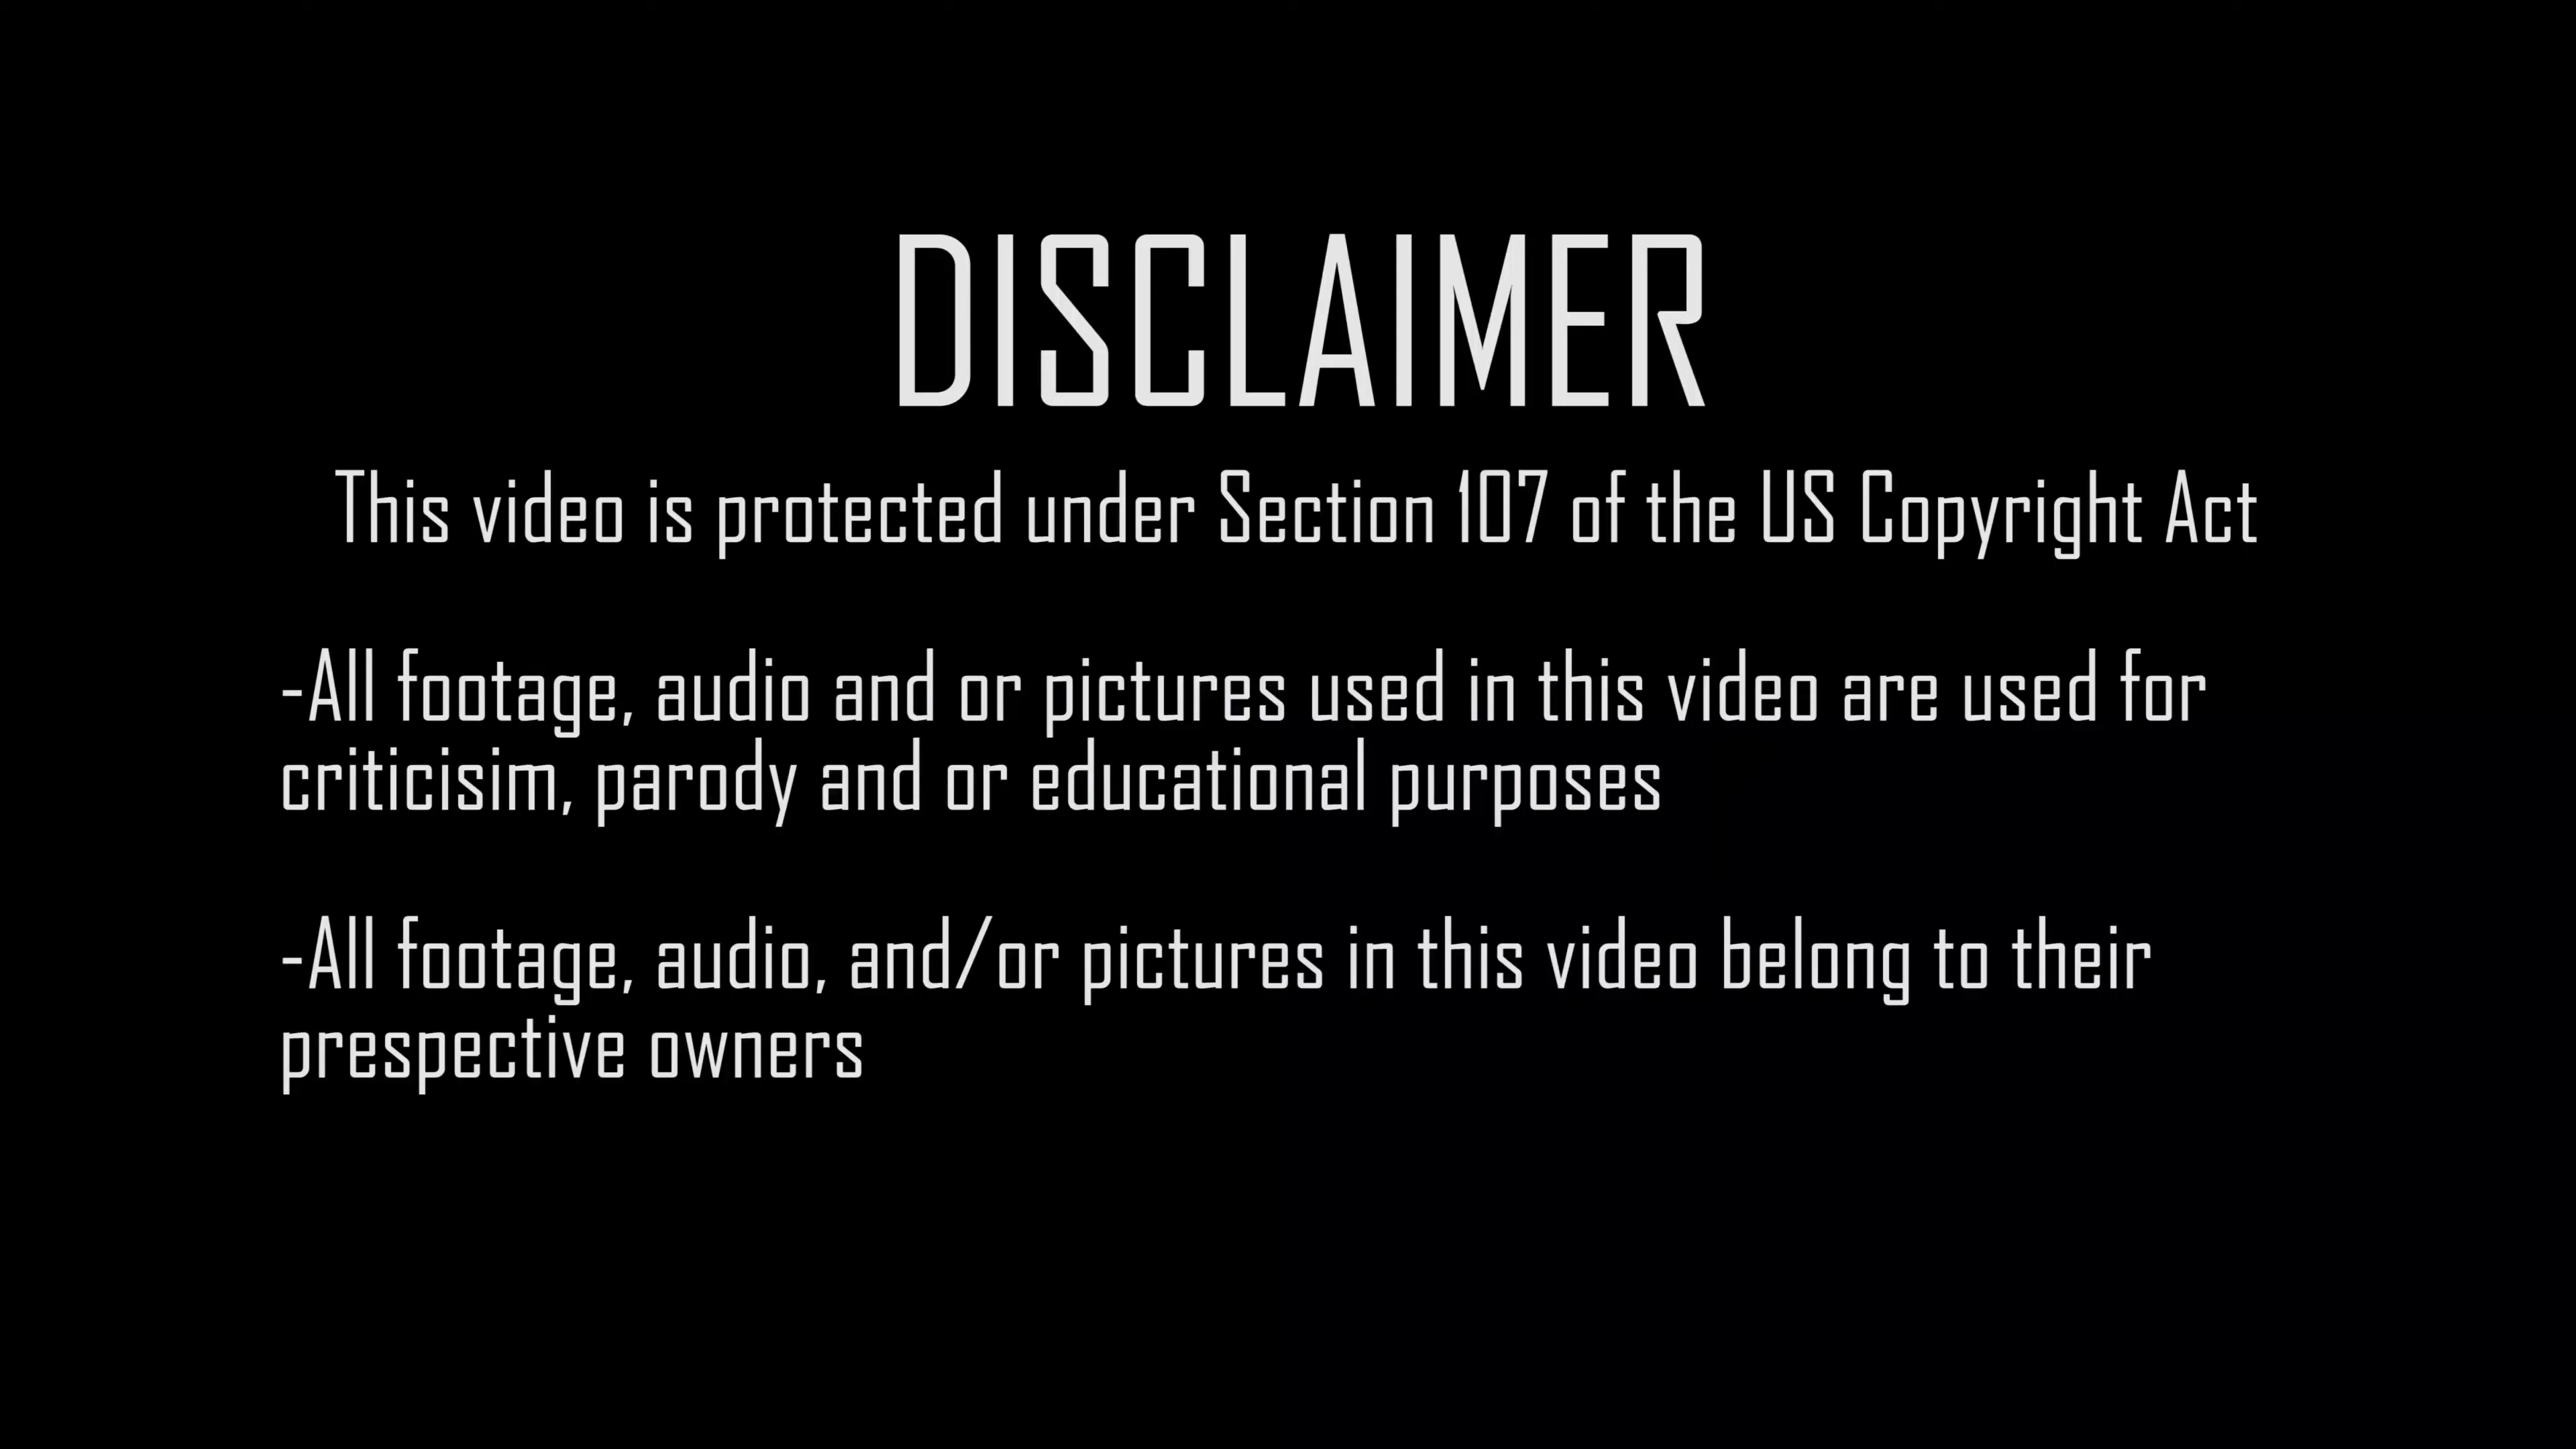 DISCLAIMER
This video is protected under Section 107 of the US Copyright Act
-All footage, audio and or pictures used in this video are used for
criticisim, parody and or educational purposes
-All footage, audio, and/or pictures in this video belong to their
prespective owners